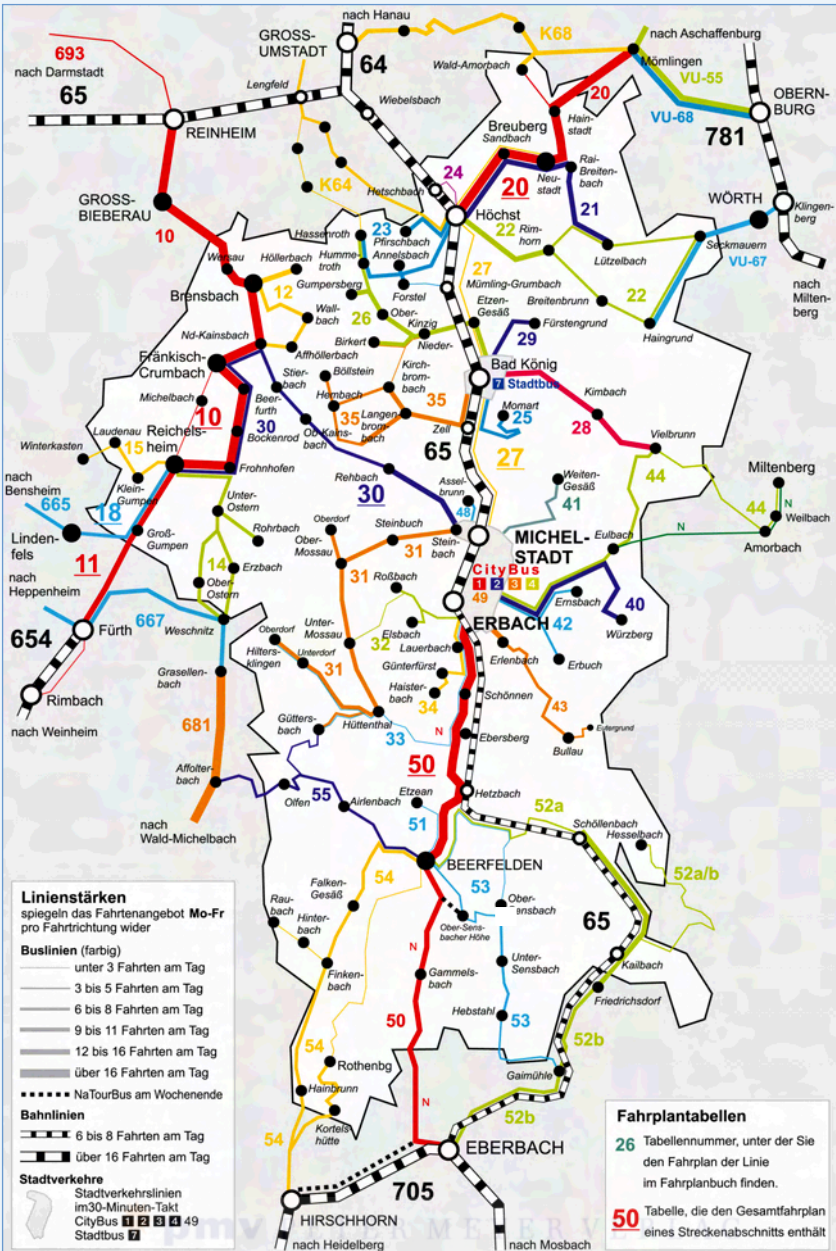 693
nach Darmstadt
65
REINHEIM
GROSS-
UMSTADT
nach Hanau
64
K68
nach Aschaffenburg
Wald-Amorbach
Mömlingen
VU-55
VU-68
OBERN-
BURG
781
Lengfeld
Wiebelsbach
20
Hain-
stadt
Breuberg
Sandbach
Neu-
stadt
Rai-
Breiten-
bach
K64
Hetschbach
24
20
21
WÖRTH
Klingen-
berg
GROSS-
BIEBERAU
10
Höchst
Hassenroth
23
Pfirschbach
Annelsbach
22
Rim-
horn
Lützelbach
Seckmauern
VU-67
nach
Milten-
berg
Wersau
Höllerbach
Brensbach
12
Humme-
troth
Gumpersberg
Forstel
27
Mümling-Grumbach
22
Haingrund
Wall-
bach
26
Ober-
Kinzig
Nieder-
Etzen-
Gesäß
Breitenbrunn
Fürstengrund
29
Nd-Kainsbach
Affhöllerbach
Birkert
Fränkisch-
Crumbach
Böllstein
Kirch-
brom-
bach
Bad König
7 Stadtbus
Michelbach
Stier-
bach
Beer-
furth
Hembach
35
35
Langen-
brom-
bach
Momart
25
Kimbach
28
10
30
Bockenrod
Ob-Kains-
bach
Zell
65
27
Vielbrunn
Laudenau
Winterkasten
15
Reichels-
heim
Frohnhofen
Rehbach
30
Assel-
brunn
48
Weiten-
Gesäß
41
44
Miltenberg
nach
Bensheim
665
18
Klein-
Gumpen
Unter-
Ostern
Rohrbach
Oberdorf
Ober-
Mossau
Steinbuch
31
Stein-
bach
MICHEL-
STADT
44
N
Weilbach
Amorbach
N
Eulbach
Linden-
fels
Groß-
Gumpen
11
14
Erzbach
Ober-
Ostern
31
Roßbach
CityBus
1 2 3 4
49
ERBACH
Ernsbach
40
42
Würzberg
nach
Heppenheim
667
Weschnitz
654
Fürth
Rimbach
nach Weinheim
Oberdorf
Hilters-
klingen
Unterdorf
Unter-
Mossau
32
Elsbach
Lauerbach
Günterfürst
Haister-
bach
34
Erlenbach
Erbuch
Schönnen
43
Eutergrund
Bullau
Grasellen-
bach
31
Hüttenthal
33
N
681
Gütters-
bach
Ebersberg
50
Affolter-
bach
Olfen
55
Airlenbach
Etzean
51
Hetzbach
52a
Schöllenbach
Hesselbach
nach
Wald-Michelbach
BEERFELDEN
52a/b
54
Falken-
Gesäß
53
Ober-
Sensbach
Rau-
bach
Hinter-
bach
Ober-Sens-
bacher Höhe
65
Finken-
bach
N
Unter-
Sensbach
Kailbach
Friedrichsdorf
Gammels-
bach
50
Hebstahl
53
52b
54
Rothenbg
Gaimühle
Hainbrunn
Kortels
hütte
N
52b
54
EBERBACH
705
HIRSCHHORN
nach Heidelberg
nach Mosbach
Linienstärken
spiegeln das Fahrtenangebot Mo-Fr
pro Fahrtrichtung wider
Buslinien (farbig)
unter 3 Fahrten am Tag
3 bis 5 Fahrten am Tag
6 bis 8 Fahrten am Tag
9 bis 11 Fahrten am Tag
12 bis 16 Fahrten am Tag
über 16 Fahrten am Tag
NaTourBus am Wochenende
Bahnlinien
6 bis 8 Fahrten am Tag
über 16 Fahrten am Tag
Stadtverkehre
Stadtverkehrslinien
im30-Minuten-Takt
CityBus 1 2 3 4 49
Stadtbus 7
Fahrplantabellen
26 Tabellennummer, unter der Sie
den Fahrplan der Linie
im Fahrplanbuch finden.
50 Tabelle, die den Gesamtfahrplan
eines Streckenabschnitts enthält